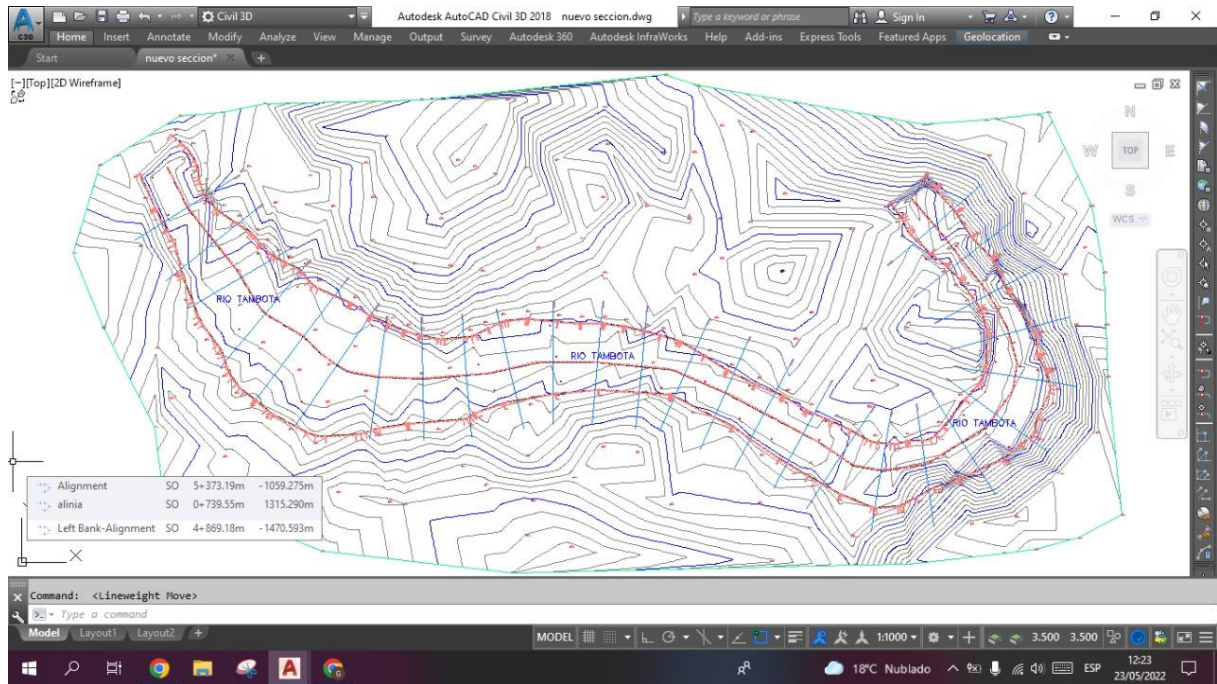 Civil 3D
Autodesk AutoCAD Civil 3D 2018 nuevo seccion.dwg
Type a keyword or phrase
Sign In
C3D
Home Insert Annotate Modify Analyze View Manage Output Survey Autodesk 360 Autodesk InfraWorks Help Add-ins Express Tools Featured Apps Geolocation
Start nuevo seccion*
[−][Top][2D Wireframe]
N
W TOP E
S
WCS
RIO TAMBOTA
RIO TAMBOTA
RIO TAMBOTA
Alignment SO 5+373.19m -1059.275m
alinia SO 0+739.55m 1315.290m
Left Bank-Alignment SO 4+869.18m -1470.593m
X
Command: <Lineweight Move>
Type a command
Model Layout1 Layout2 +
MODEL 1:1000 3.500 3.500
18°C Nublado ESP 12:23
23/05/2022